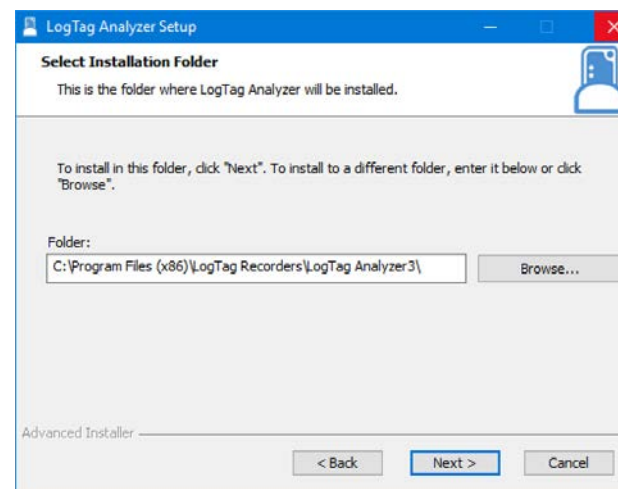 LogTag Analyzer Setup
Select Installation Folder
This is the folder where LogTag Analyzer will be installed.
To install in this folder, click "Next". To install to a different folder, enter it below or click
"Browse".
Folder:
C:\Program Files (x86)\LogTag Recorders\LogTag Analyzer3\
Browse...
Advanced Installer
< Back Next > Cancel